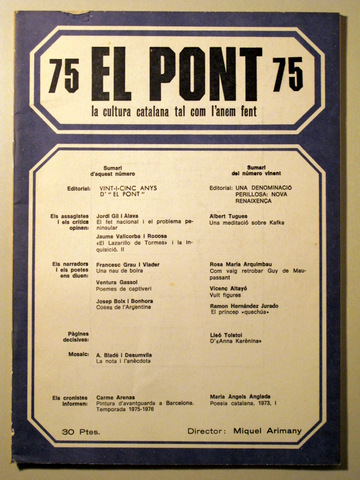 75 EL PONT 75
la cultura catalana tal com l'anem fent
Sumari
d'aquest número
Sumari
del número vinent
Editorial:
VINT-I-CINC ANYS
D' "EL PONT"
Editorial: UNA DENOMINACIÓ
PERILLOSA: NOVA
RENAIXENÇA
Els assagistes
i els crítics
opinen:
Jordi Gil i Alava
El fet nacional i el problema pe-
ninsular
Jaume Vallcorba i Rocosa
«El Lazarillo de Tormes» i la In-
quisició, II
Albert Tugues
Una meditació sobre Kafka
Els narradors
i els poetes
ens diuen:
Francesc Grau i Viader
Una nau de boira
Ventura Gassol
Poemes de captiveri
Josep Boix i Bonhora
Coses de l'Argentina
Rosa Maria Arquimbau
Com vaig retrobar Guy de Mau-
passant
Vicenç Altayó
Vuit figures
Ramon Hernández Jurado
El príncep «quechúa»
Pàgines
decisives:
Lleó Tolstoi
D'«Anna Karènina»
Mosaic:
A. Bladé i Desumvila
La nota i l'anècdota
Els cronistes
informen:
Carme Arenas
Pintura d'avantguarda a Barcelona.
Temporada 1975-1976
Maria Angels Anglada
Poesia catalana, 1973, I
30 Ptes.
Director: Miquel Arimany